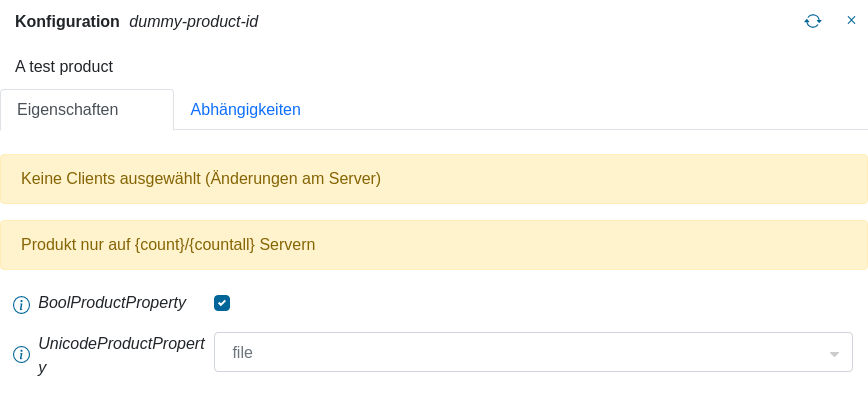 Konfiguration dummy-product-id
A test product
Eigenschaften Abhängigkeiten
Keine Clients ausgewählt (Änderungen am Server)
Produkt nur auf {count}/{countall} Servern
BoolProductProperty
UnicodeProductPropert
y
file